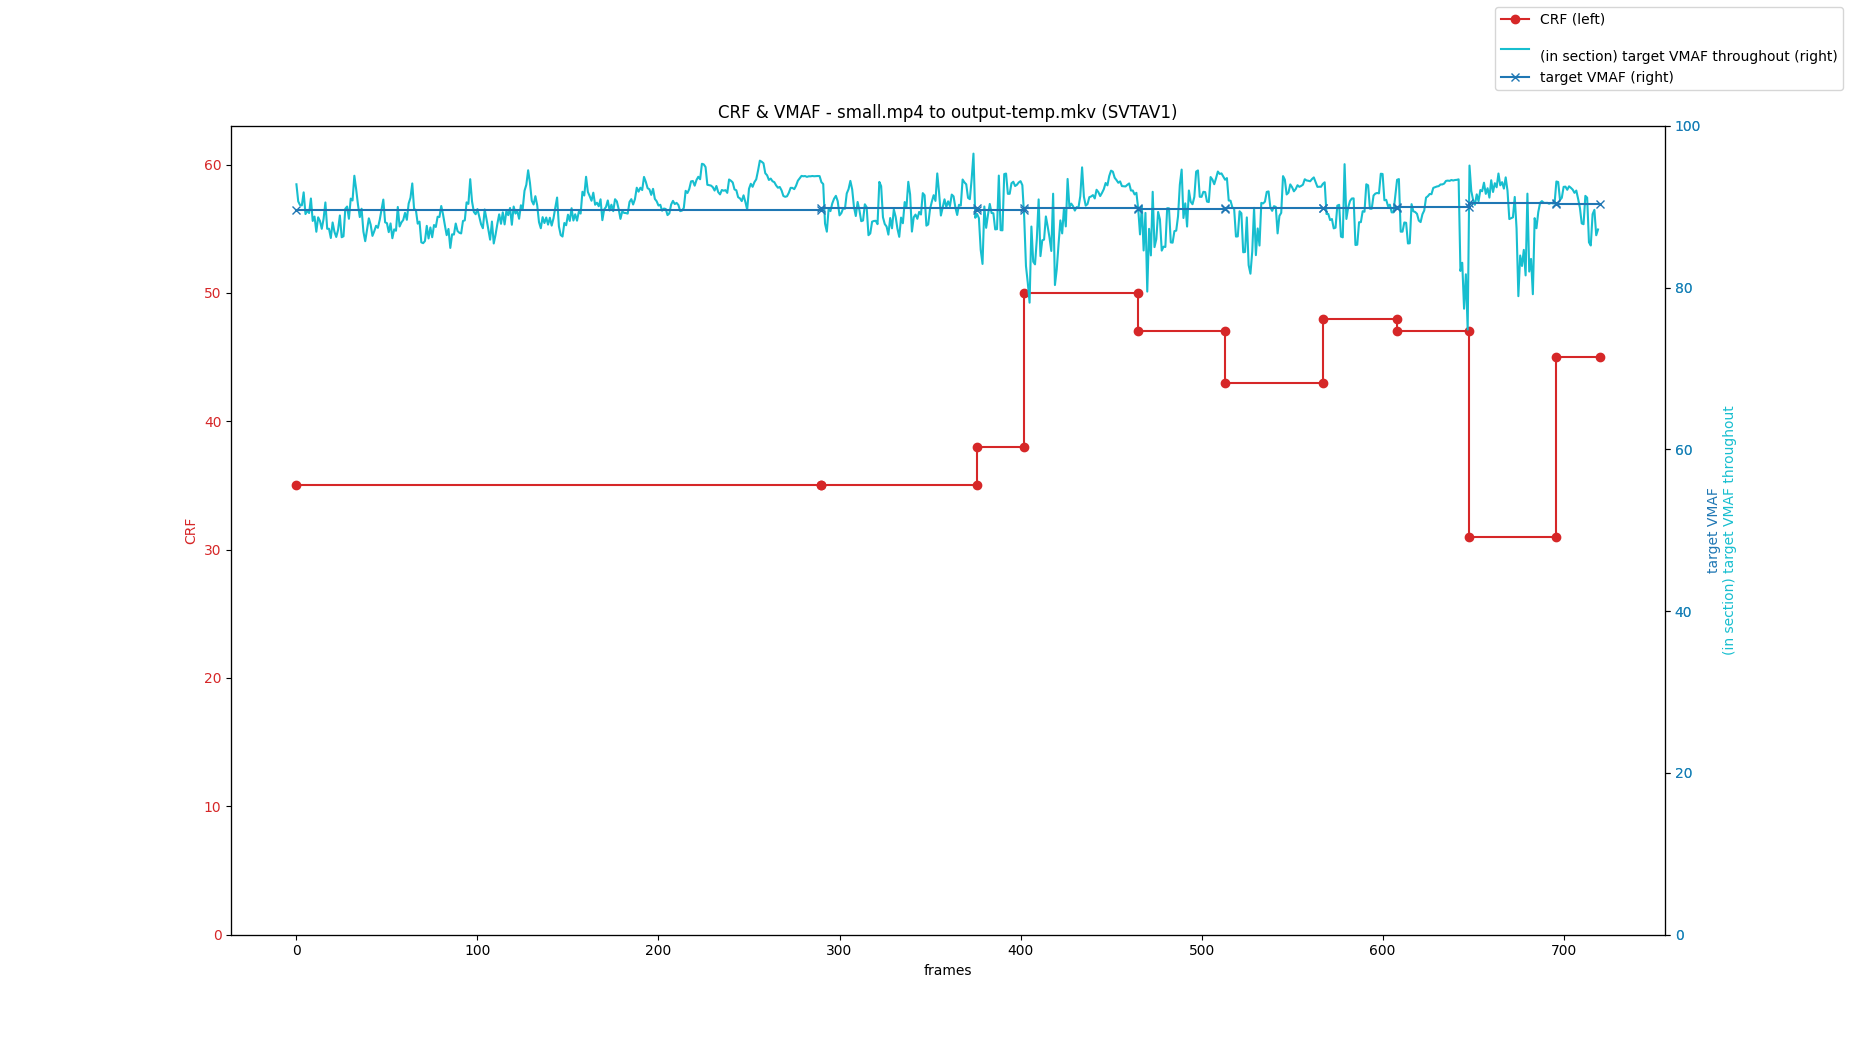 CRF (left)
(in section) target VMAF throughout (right)
target VMAF (right)
CRF & VMAF - small.mp4 to output-temp.mkv (SVTAV1)
60
50
40
30
20
10
0
CRF
100
80
60
40
20
0
target VMAF
(in section) target VMAF throughout
0 100 200 300 400 500 600 700
frames